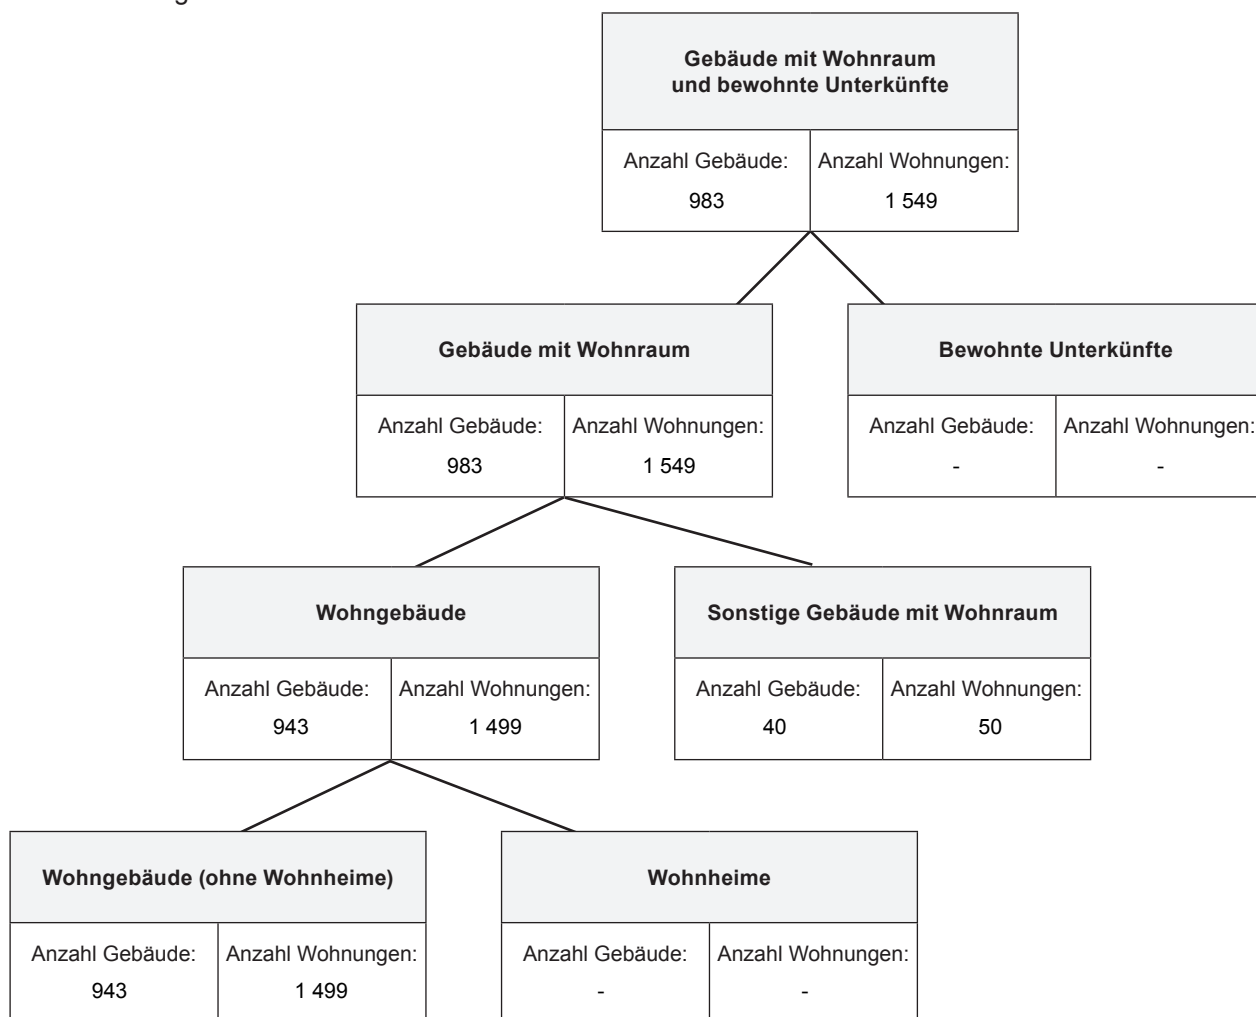 Gebäude mit Wohnraum
und bewohnte Unterkünfte
Anzahl Gebäude: Anzahl Wohnungen:
983 1 549
Gebäude mit Wohnraum
Anzahl Gebäude: Anzahl Wohnungen:
983 1 549
Bewohnte Unterkünfte
Anzahl Gebäude: Anzahl Wohnungen:
- -
Wohngebäude
Anzahl Gebäude: Anzahl Wohnungen:
943 1 499
Sonstige Gebäude mit Wohnraum
Anzahl Gebäude: Anzahl Wohnungen:
40 50
Wohngebäude (ohne Wohnheime)
Anzahl Gebäude: Anzahl Wohnungen:
943 1 499
Wohnheime
Anzahl Gebäude: Anzahl Wohnungen:
- -